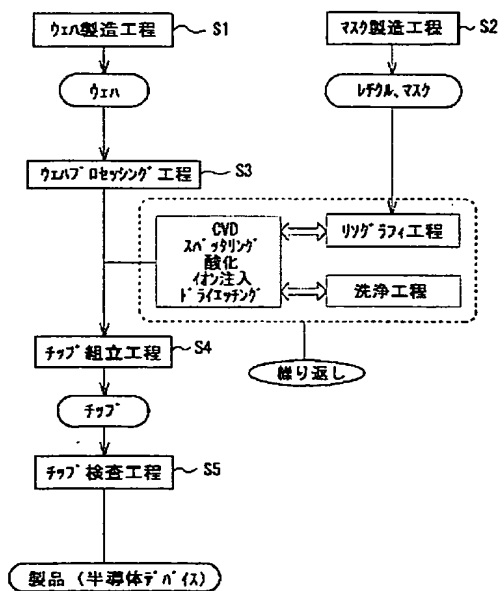 ウェハ製造工程 S1
マスク製造工程 S2
ウェハ
レチクル、マスク
ウェハプロセッシング工程 S3
CVD
スパッタリング
酸化
イオン注入
ドライエッチング
リソグラフィ工程
洗浄工程
繰り返し
チップ組立工程 S4
チップ
チップ検査工程 S5
製品 (半導体デバイス)